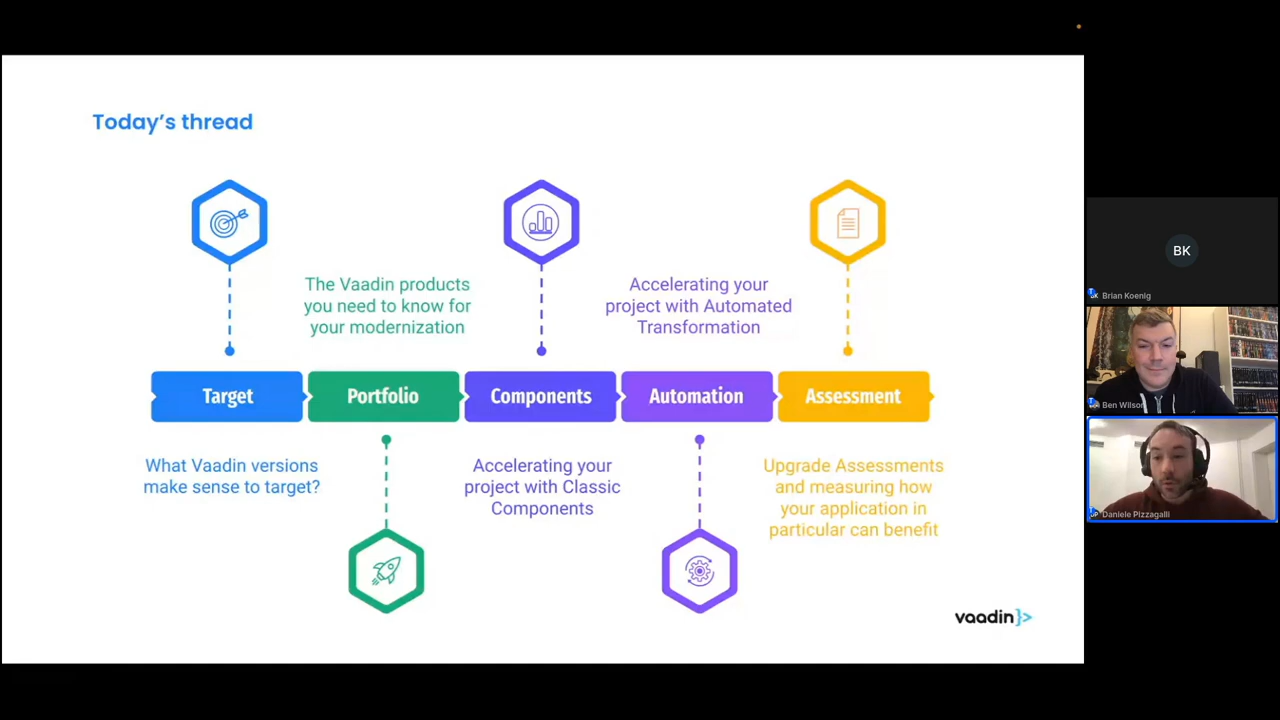 Today's thread
The Vaadin products
you need to know for
your modernization
Accelerating your
project with Automated
Transformation
Target
Portfolio
Components
Automation
Assessment
What Vaadin versions
make sense to target?
Accelerating your
project with Classic
Components
Upgrade Assessments
and measuring how
your application in
particular can benefit
vaadin}>
BK
Brian Koenig
Ben Wilson
Daniele Pizzagalli